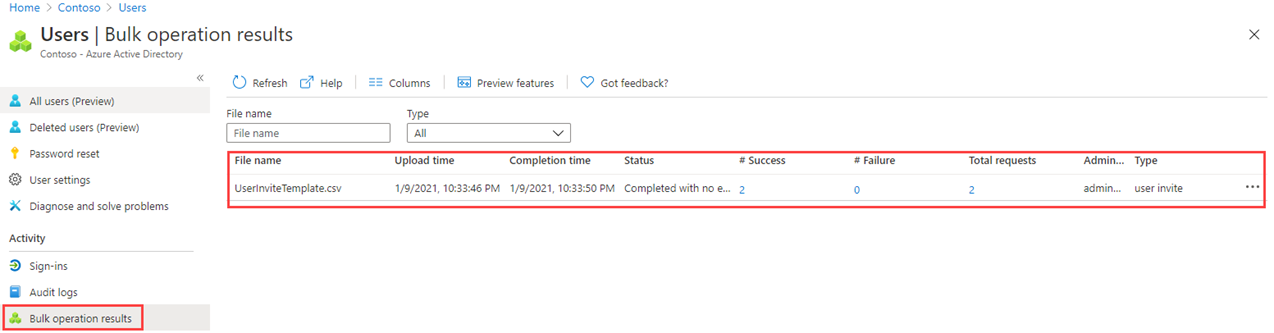 Home > Contoso > Users
Users | Bulk operation results
Contoso - Azure Active Directory
«
Refresh Help Columns Preview features Got feedback?
All users (Preview)
Deleted users (Preview)
Password reset
User settings
Diagnose and solve problems
Activity
Sign-ins
Audit logs
Bulk operation results
File name Type
File name All
File name Upload time Completion time Status # Success # Failure Total requests Admin... Type
UserInviteTemplate.csv 1/9/2021, 10:33:46 PM 1/9/2021, 10:33:50 PM Completed with no e... 2 0 2 admin... user invite ...